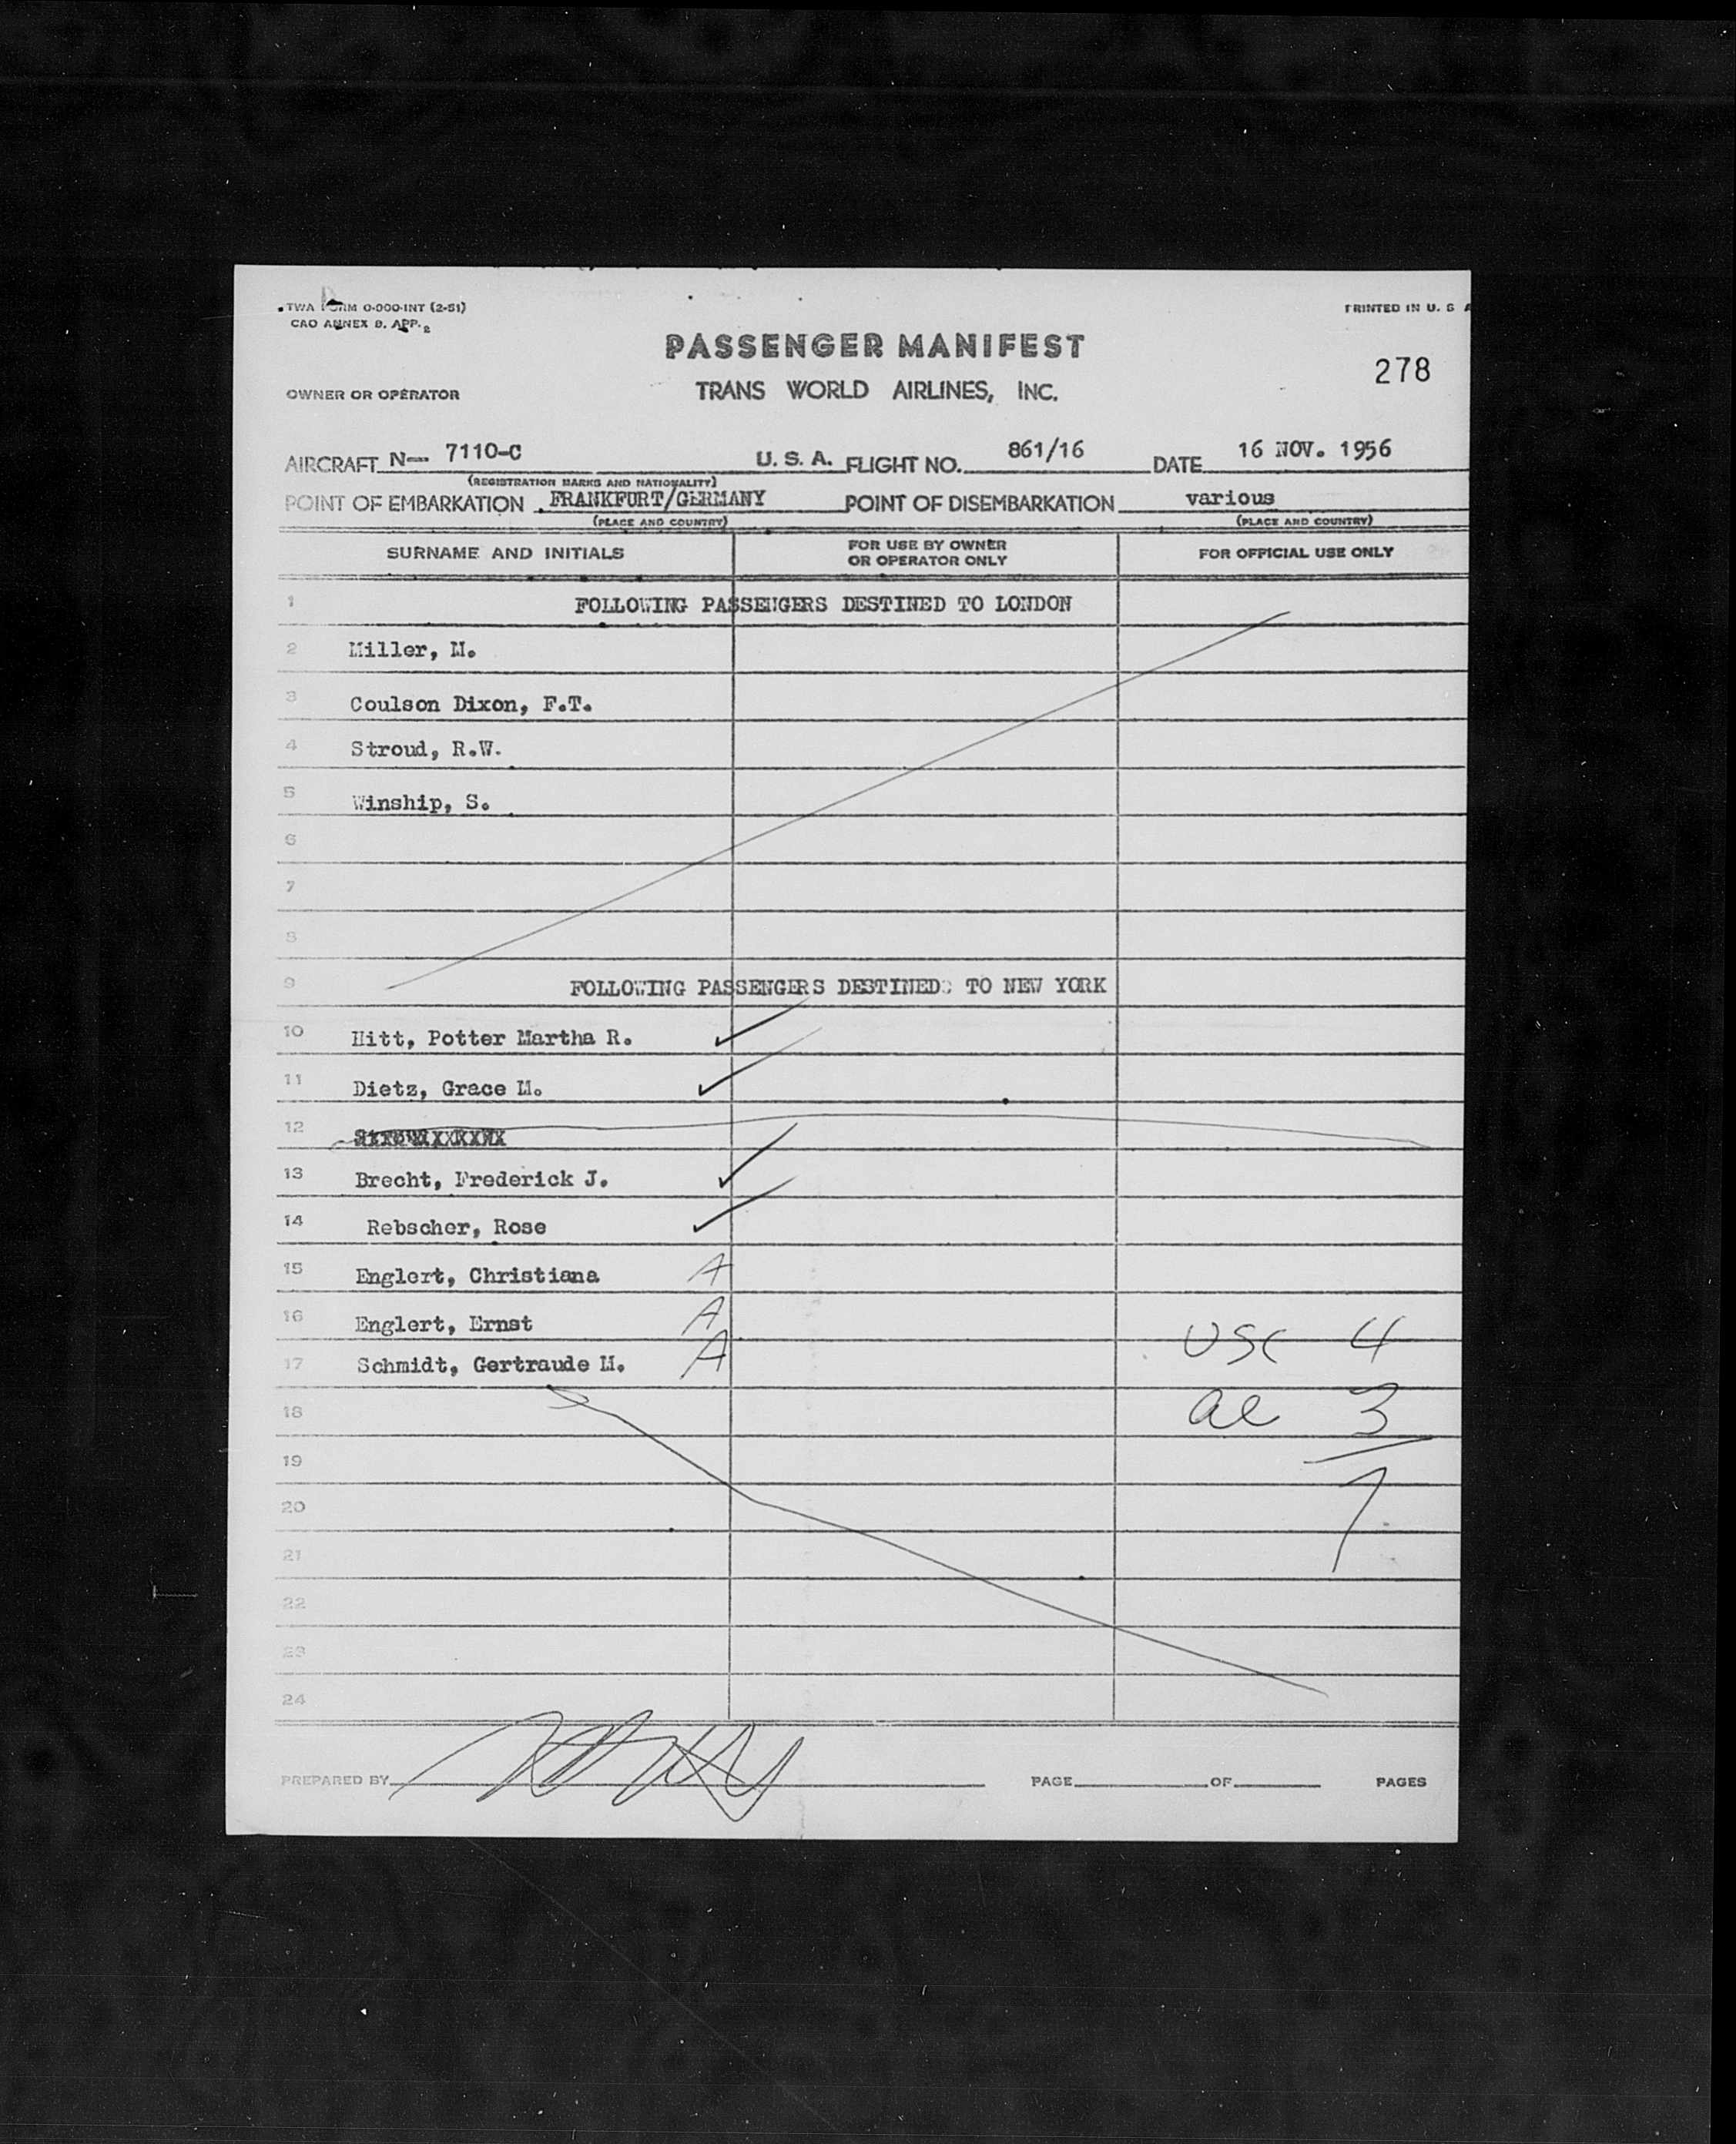 TWA FORM 0-000-INT (2-51)
PRINTED IN U. S A
CAO ANNEX 9. APP. 2
PASSENGER MANIFEST
278
OWNER OR OPERATOR
TRANS WORLD AIRLINES, INC.
AIRCRAFT N— 7110-C U. S. A. FLIGHT NO. 861/16 DATE 16 NOV. 1956
(REGISTRATION MARKS AND NATIONALITY)
POINT OF EMBARKATION FRANKFURT/GERMANY POINT OF DISEMBARKATION various
(PLACE AND COUNTRY) (PLACE AND COUNTRY)
SURNAME AND INITIALS FOR USE BY OWNER OR OPERATOR ONLY FOR OFFICIAL USE ONLY
1 FOLLOWING PASSENGERS DESTINED TO LONDON
2 Miller, M.
3 Coulson Dixon, F.T.
4 Stroud, R.W.
5 Winship, S.
6
7
8
9 FOLLOWING PASSENGERS DESTINED TO NEW YORK
10 Hitt, Potter Martha R.
11 Dietz, Grace M.
12
13 Brecht, Frederick J.
14 Rebscher, Rose
15 Englert, Christiana A
16 Englert, Ernst A USC 4
17 Schmidt, Gertraude M. A
18 ae 3
19
20 7
21
22
23
24
PREPARED BY PAGE OF PAGES